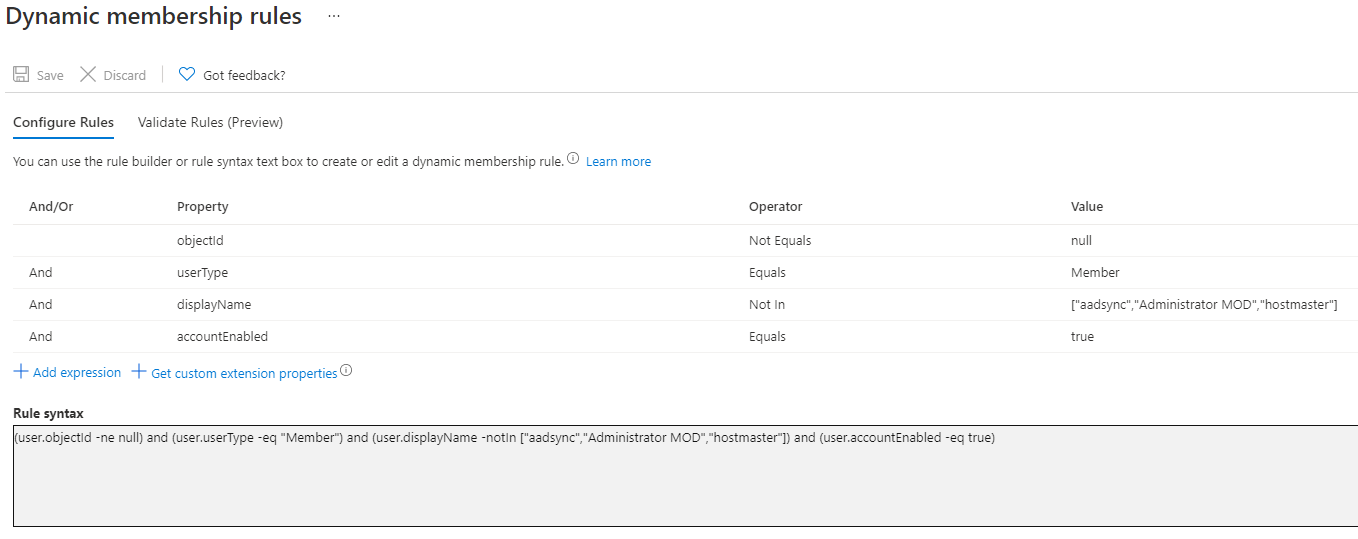 Dynamic membership rules ...
Save Discard Got feedback?
Configure Rules Validate Rules (Preview)
You can use the rule builder or rule syntax text box to create or edit a dynamic membership rule. Learn more
And/Or Property Operator Value
objectId Not Equals null
And userType Equals Member
And displayName Not In ["aadsync","Administrator MOD","hostmaster"]
And accountEnabled Equals true
+ Add expression + Get custom extension properties
Rule syntax
(user.objectId -ne null) and (user.userType -eq "Member") and (user.displayName -notIn ["aadsync","Administrator MOD","hostmaster"]) and (user.accountEnabled -eq true)